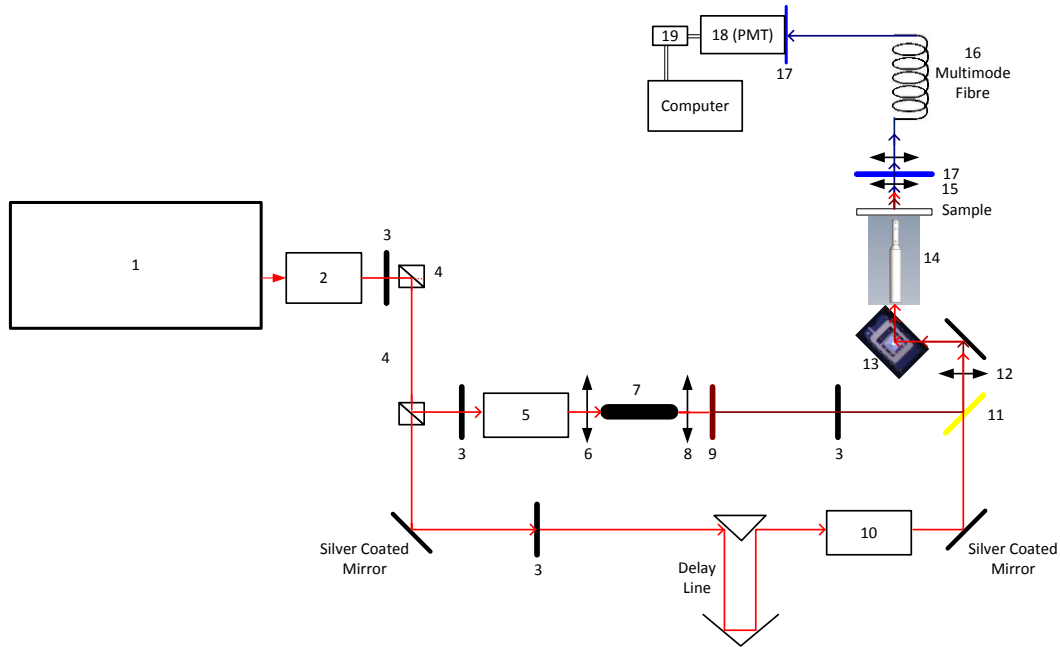 19
18 (PMT)
17
16
Multimode
Fibre
Computer
17
15
Sample
1
2
3
4
14
13
12
4
11
3
5
6
7
8
9
3
Silver Coated
Mirror
3
Delay
Line
10
Silver Coated
Mirror